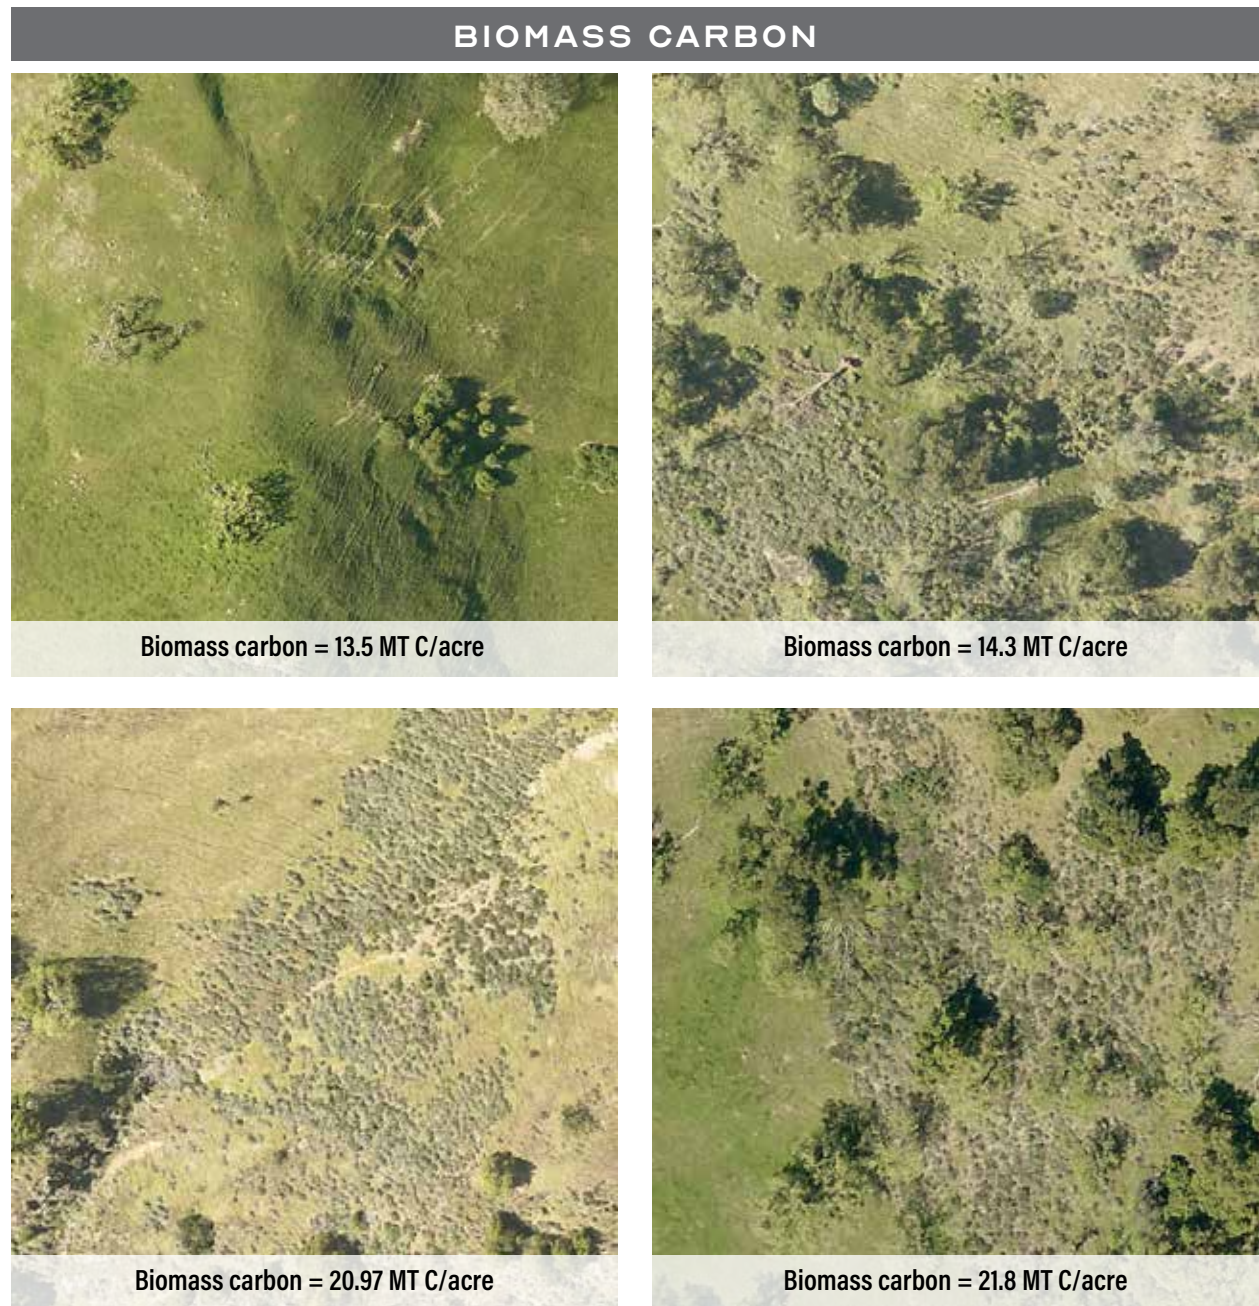 BIOMASS CARBON
Biomass carbon = 13.5 MT C/acre
Biomass carbon = 14.3 MT C/acre
Biomass carbon = 20.97 MT C/acre
Biomass carbon = 21.8 MT C/acre